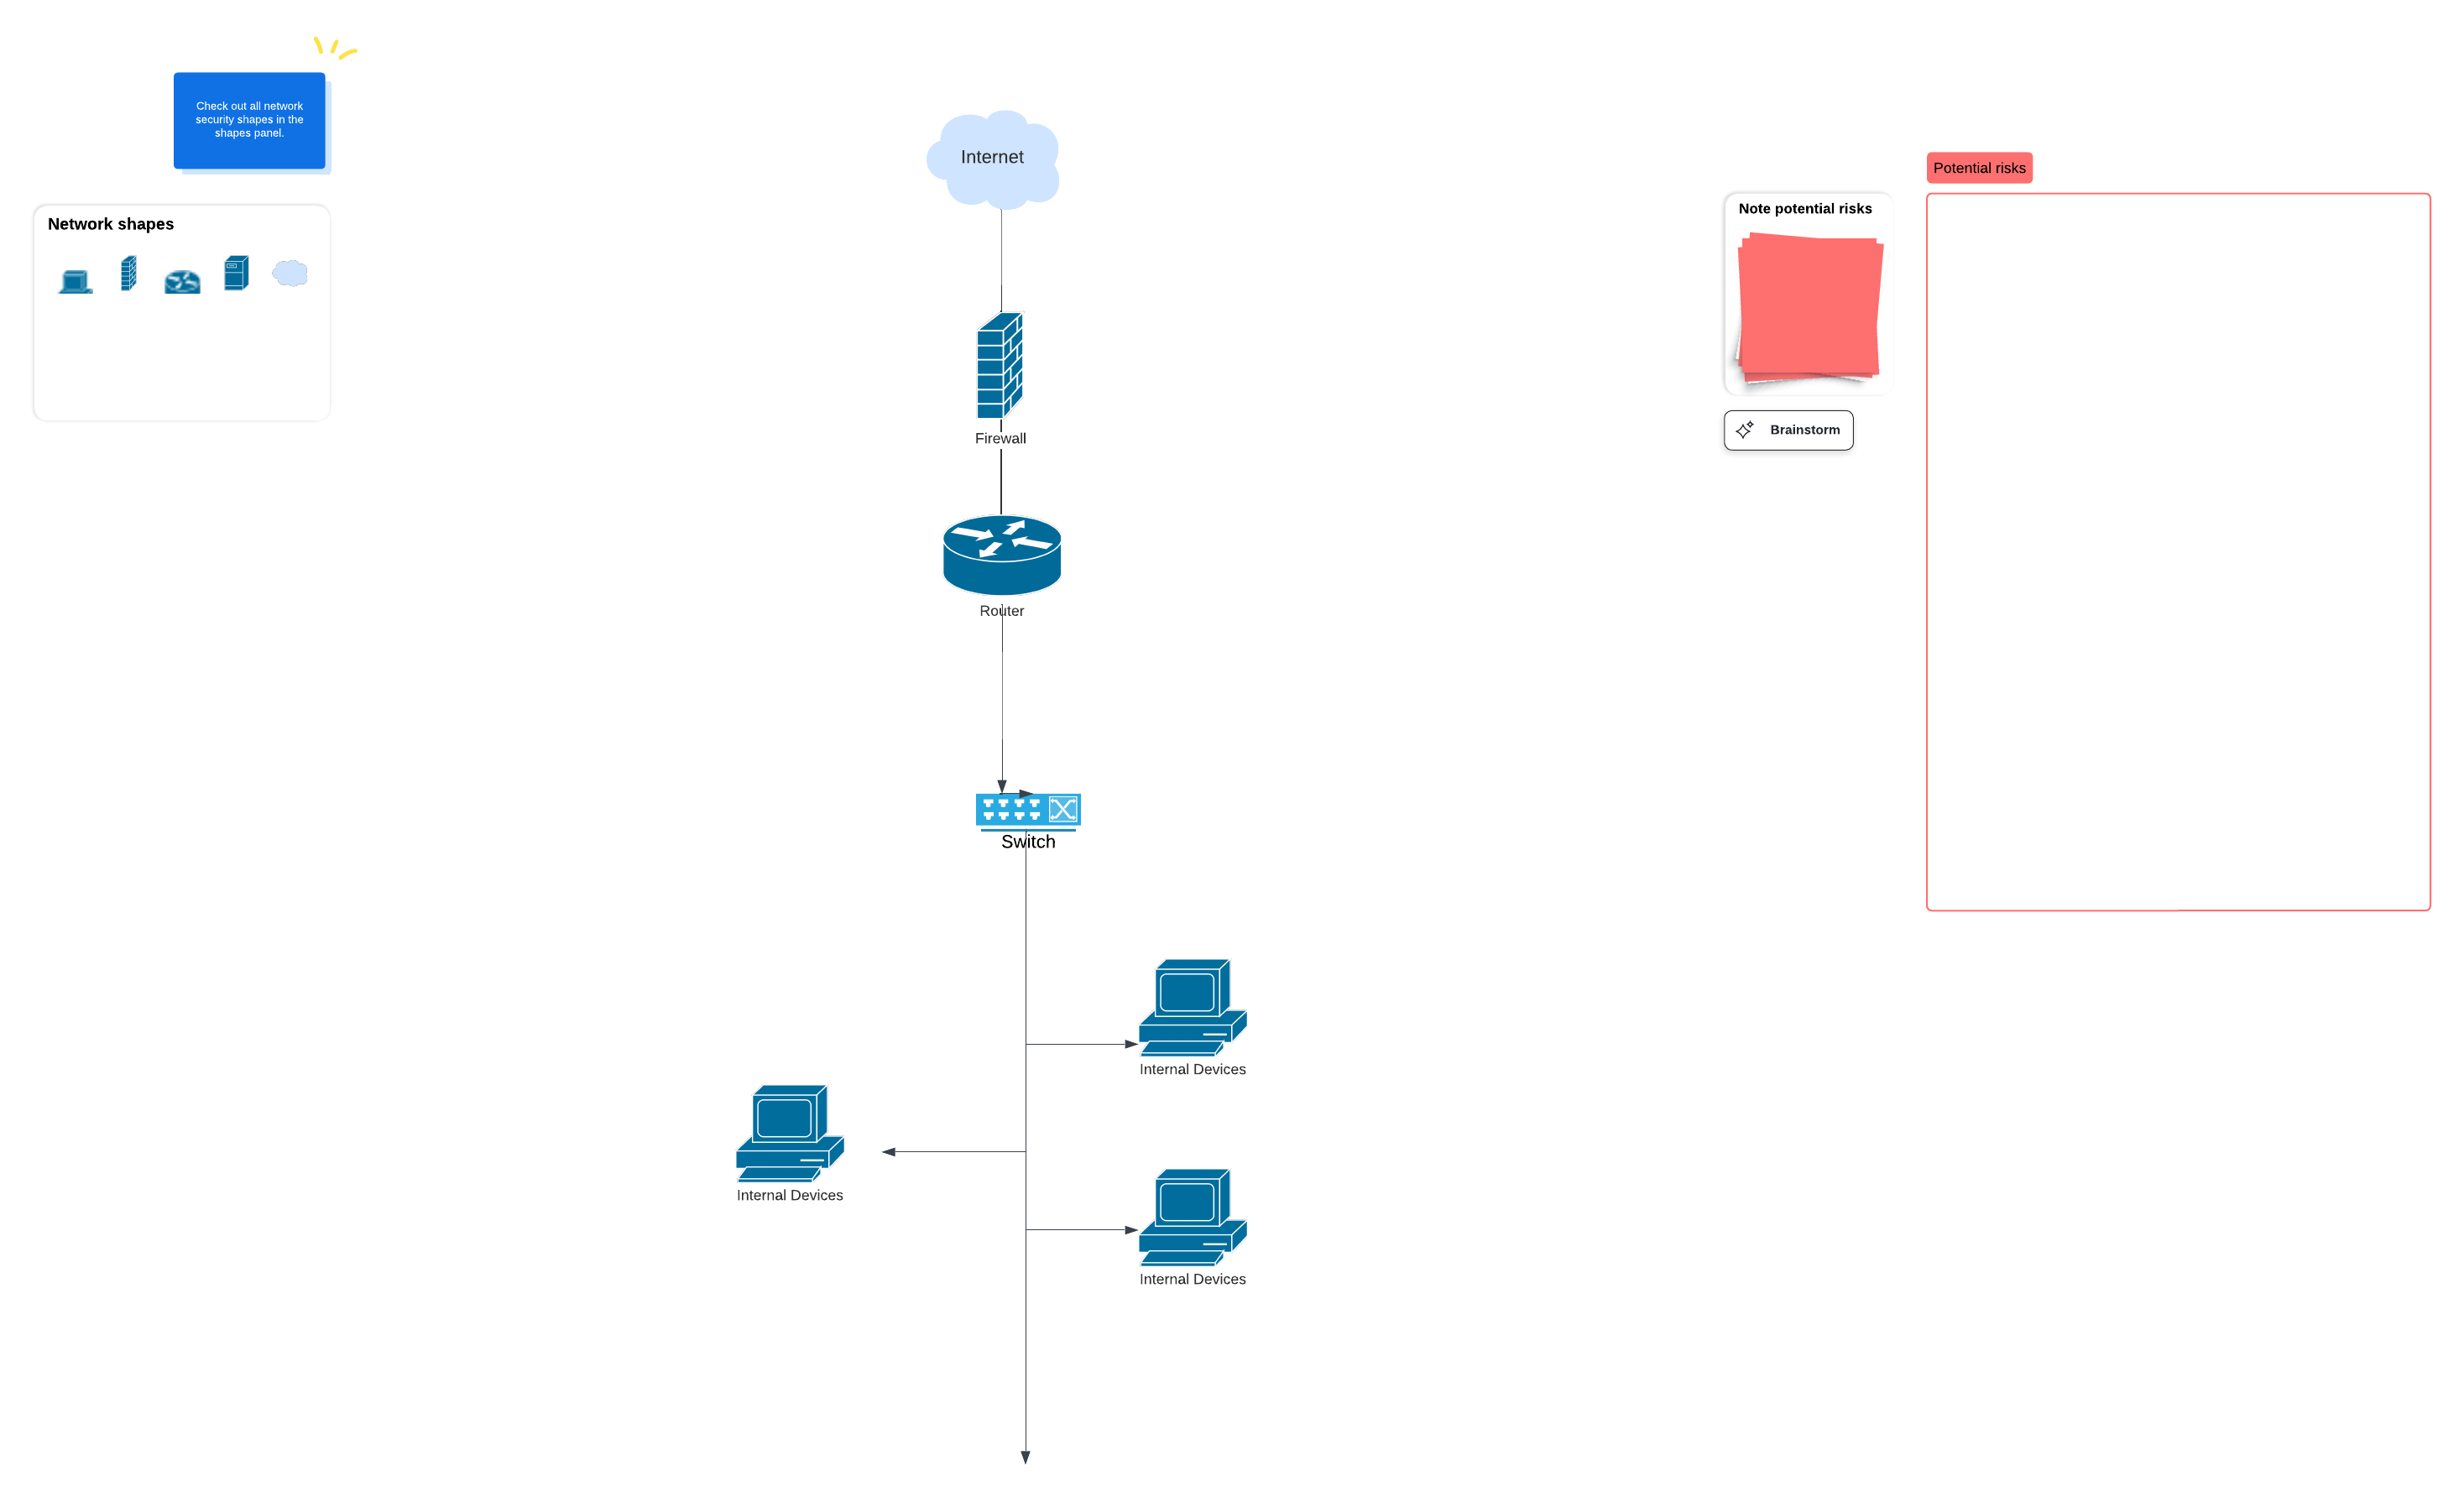 Check out all network
security shapes in the
shapes panel.
Network shapes
Internet
Firewall
Router
Switch
Internal Devices
Internal Devices
Internal Devices
Potential risks
Note potential risks
Brainstorm